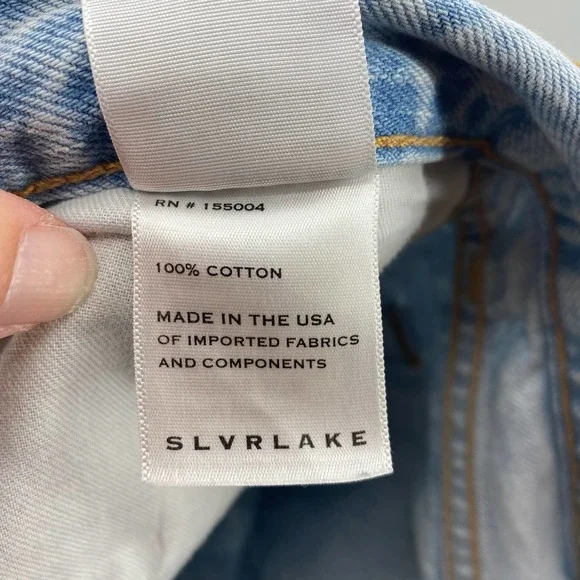 RN # 155004
100% COTTON
MADE IN THE USA
OF IMPORTED FABRICS
AND COMPONENTS
SLVRLAKE